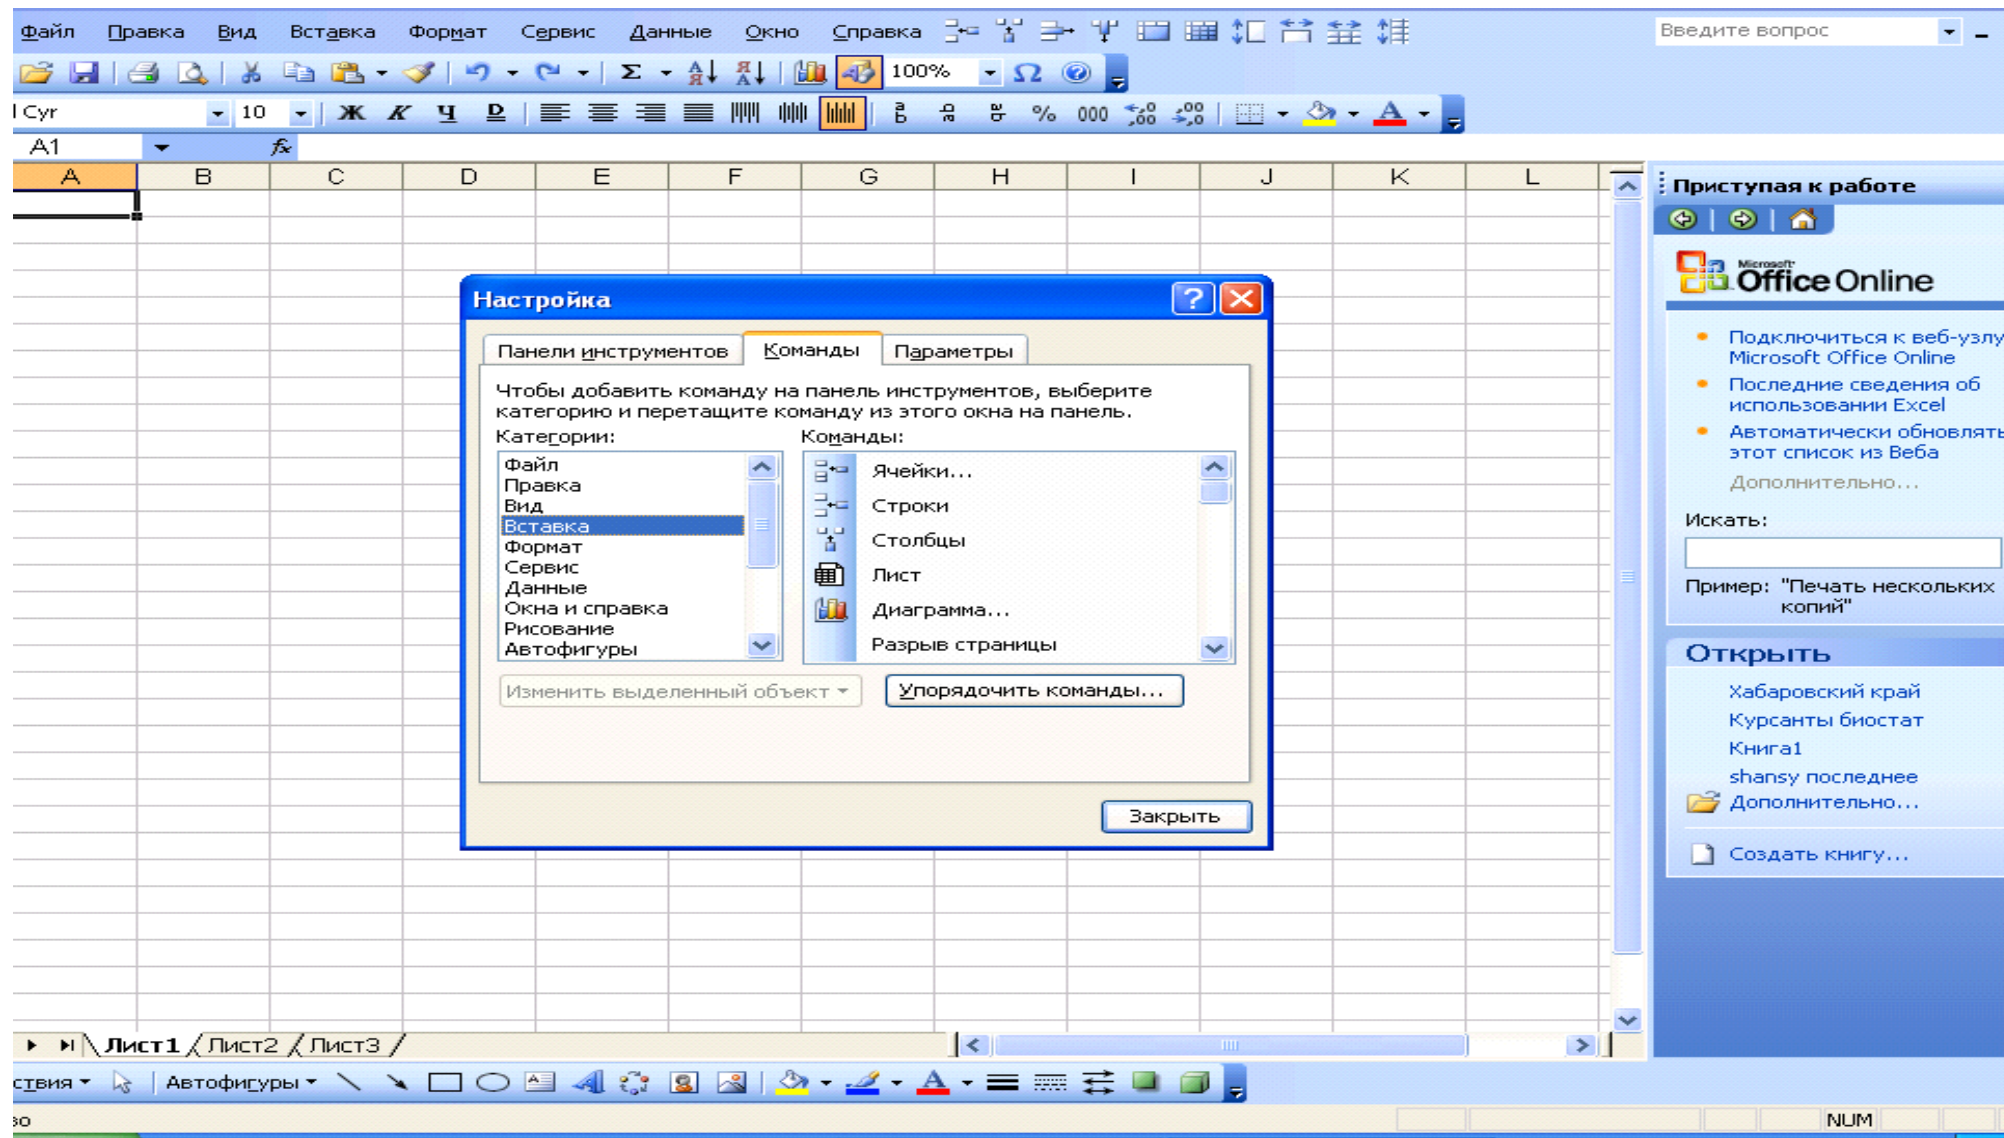 Файл Правка Вид Вставка Формат Сервис Данные Окно Справка Введите вопрос
Σ 100% Ω
l Cyr 10 Ж К Ч D % 000 А
A1 fx
A B C D E F G H I J K L
Приступая к работе
Microsoft
Office Online
Подключиться к веб-узлу
Microsoft Office Online
Последние сведения об
использовании Excel
Автоматически обновлять
этот список из Веба
Дополнительно...
Искать:
Пример: "Печать нескольких
копий"
Открыть
Хабаровский край
Курсанты биостат
Книга1
shansy последнее
Дополнительно...
Создать книгу...
Настройка
Панели инструментов Команды Параметры
Чтобы добавить команду на панель инструментов, выберите
категорию и перетащите команду из этого окна на панель.
Категории: Команды:
Файл
Правка
Вид
Вставка
Формат
Сервис
Данные
Окна и справка
Рисование
Автофигуры
Ячейки...
Строки
Столбцы
Лист
Диаграмма...
Разрыв страницы
Изменить выделенный объект Упорядочить команды...
Закрыть
Лист1 Лист2 Лист3
ствия Автофигуры
во
NUM